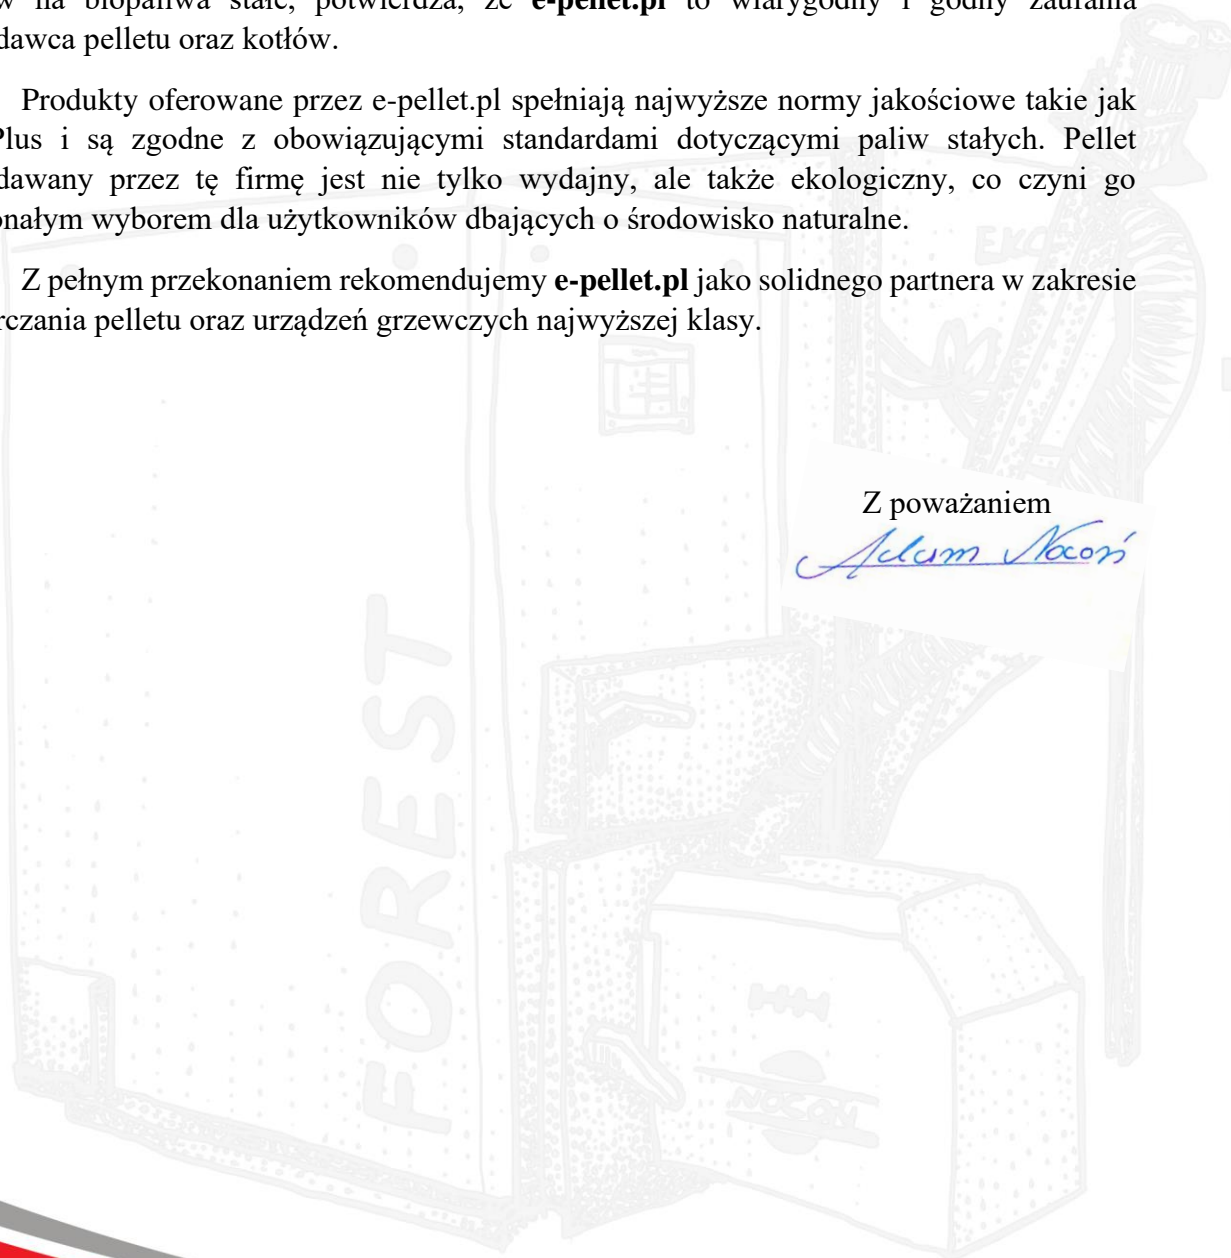 w na biopaliwa stałe, potwierdza, że e-pellet.pl to wiarygodny i godny zaufania
dawca pelletu oraz kotłów.
Produkty oferowane przez e-pellet.pl spełniają najwyższe normy jakościowe takie jak
Plus i są zgodne z obowiązującymi standardami dotyczącymi paliw stałych. Pellet
dawany przez tę firmę jest nie tylko wydajny, ale także ekologiczny, co czyni go
onałym wyborem dla użytkowników dbających o środowisko naturalne.
Z pełnym przekonaniem rekomendujemy e-pellet.pl jako solidnego partnera w zakresie
rczania pelletu oraz urządzeń grzewczych najwyższej klasy.
EKO
Z poważaniem
Adam Nocoń
FOREST
NOCOŃ